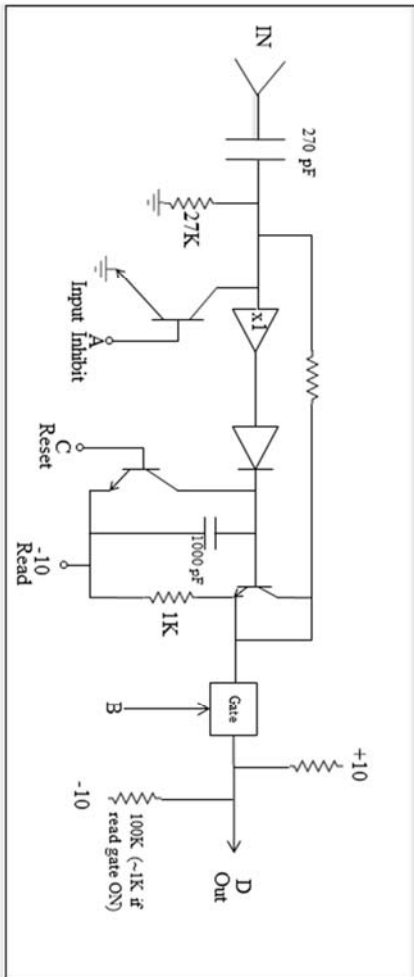 IN
270 pF
27K
x1
A
Input Inhibit
C
Reset
1000 pF
-10
Read
1K
Gate
B
+10
-10
100K (~1K if
read gate ON)
D
Out